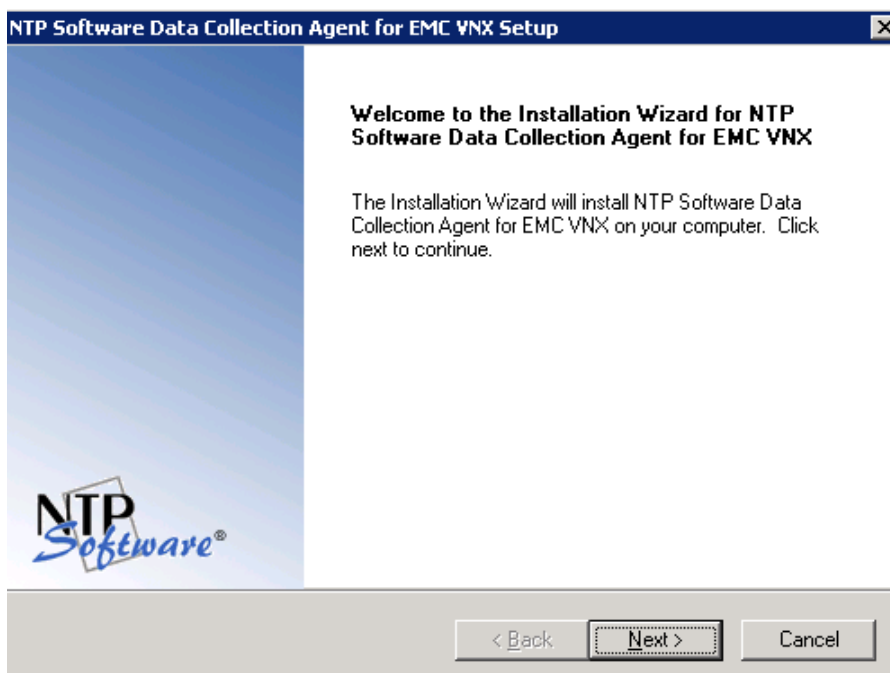 NTP Software Data Collection Agent for EMC VNX Setup
Welcome to the Installation Wizard for NTP
Software Data Collection Agent for EMC VNX
The Installation Wizard will install NTP Software Data
Collection Agent for EMC VNX on your computer.  Click
next to continue.
NTP
Software®
< Back
Next >
Cancel